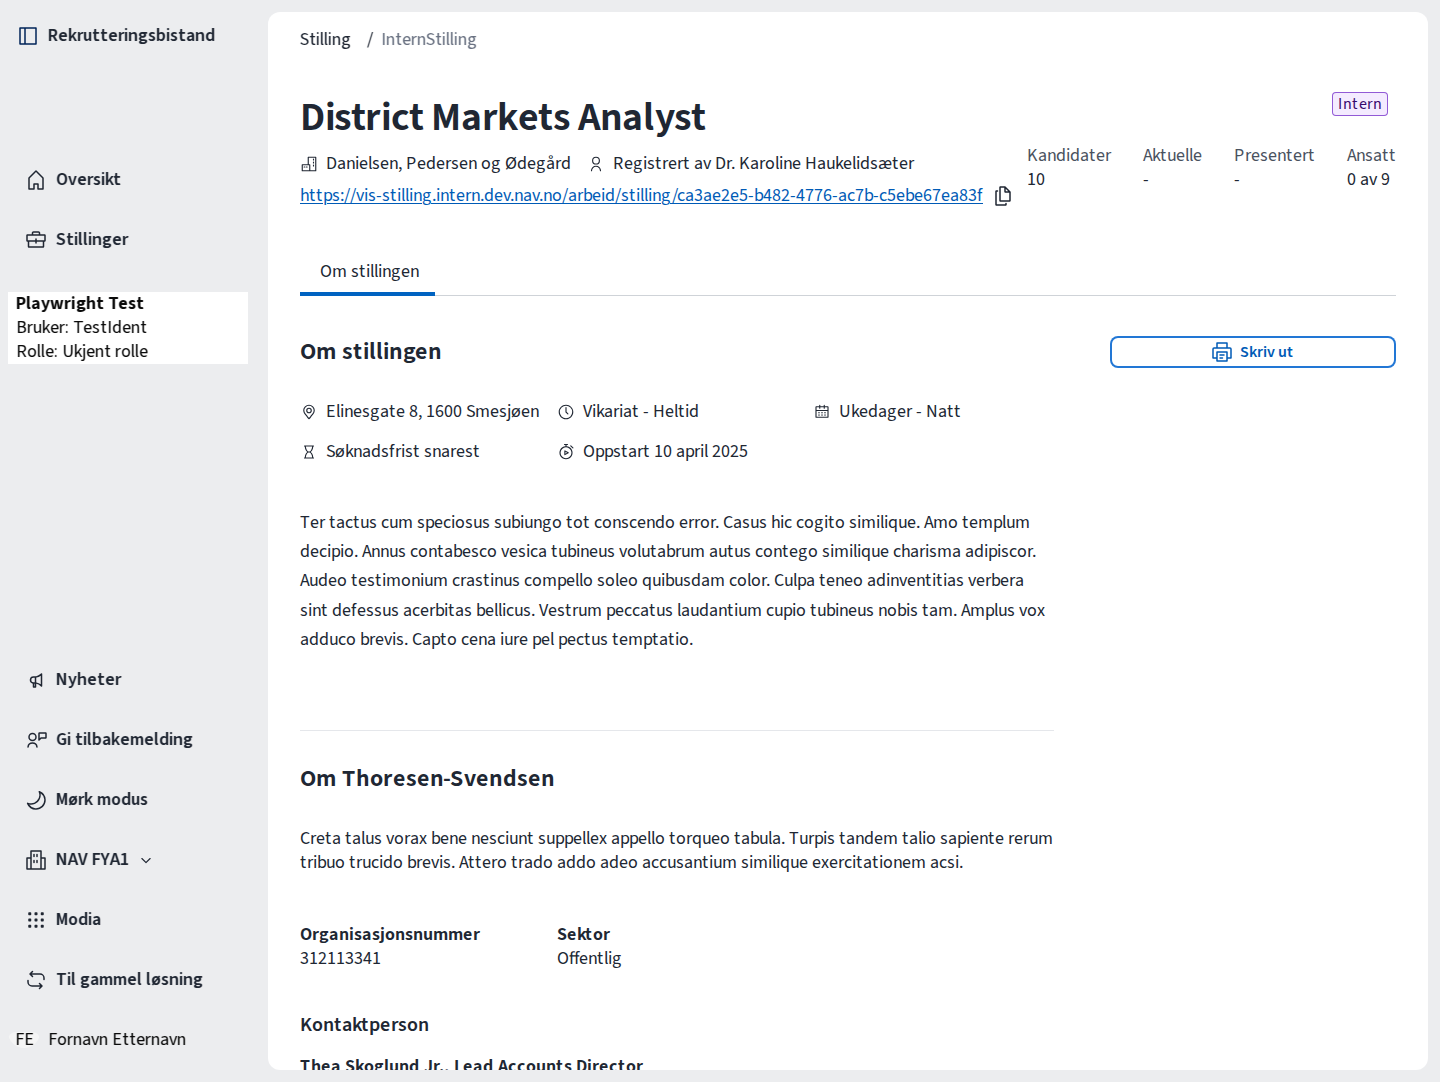 Rekrutteringsbistand
Oversikt
Stillinger
Playwright Test
Bruker: TestIdent
Rolle: Ukjent rolle
Nyheter
Gi tilbakemelding
Mørk modus
NAV FYA1
Modia
Til gammel løsning
FE Fornavn Etternavn
Stilling / InternStilling
District Markets Analyst
Intern
Danielsen, Pedersen og Ødegård Registrert av Dr. Karoline Haukelidsæter
https://vis-stilling.intern.dev.nav.no/arbeid/stilling/ca3ae2e5-b482-4776-ac7b-c5ebe67ea83f
Kandidater Aktuelle Presentert Ansatt
10 - - 0 av 9
Om stillingen
Om stillingen
Skriv ut
Elinesgate 8, 1600 Smesjøen Vikariat - Heltid Ukedager - Natt
Søknadsfrist snarest Oppstart 10 april 2025
Ter tactus cum speciosus subiungo tot conscendo error. Casus hic cogito similique. Amo templum
decipio. Annus contabesco vesica tubineus volutabrum autus contego similique charisma adipiscor.
Audeo testimonium crastinus compello soleo quibusdam color. Culpa teneo adinventitias verbera
sint defessus acerbitas bellicus. Vestrum peccatus laudantium cupio tubineus nobis tam. Amplus vox
adduco brevis. Capto cena iure pel pectus temptatio.
Om Thoresen-Svendsen
Creta talus vorax bene nesciunt suppellex appello torqueo tabula. Turpis tandem talio sapiente rerum
tribuo trucido brevis. Attero trado addo adeo accusantium similique exercitationem acsi.
Organisasjonsnummer Sektor
312113341 Offentlig
Kontaktperson
Thea Skoglund Jr., Lead Accounts Director